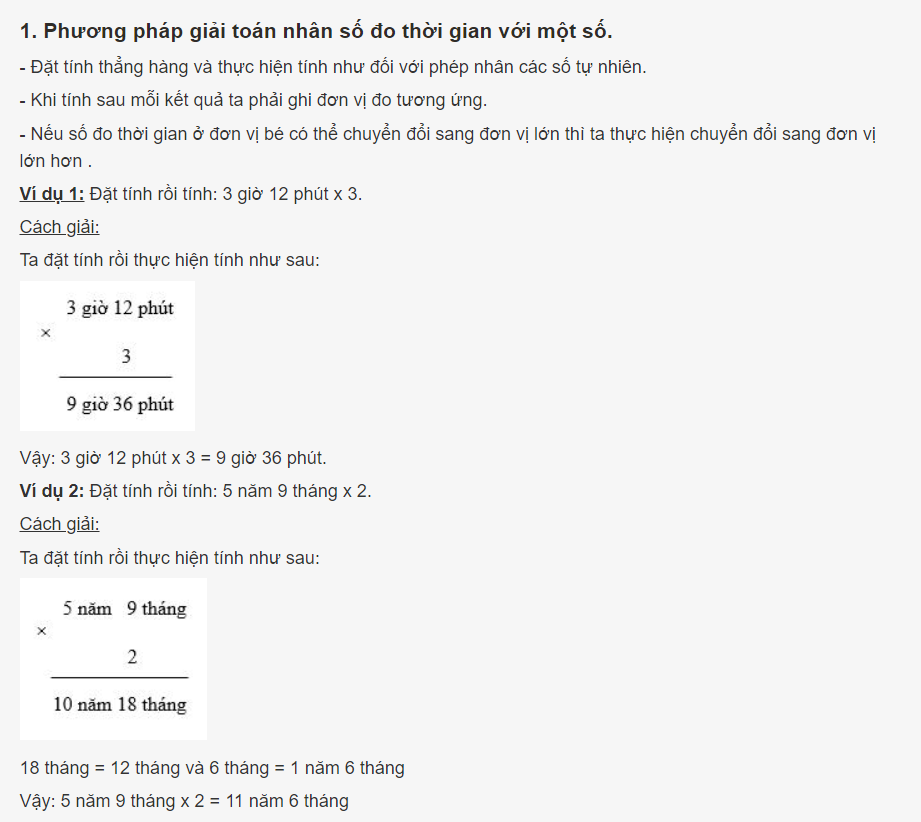 1. Phương pháp giải toán nhân số đo thời gian với một số.
- Đặt tính thẳng hàng và thực hiện tính như đối với phép nhân các số tự nhiên.
- Khi tính sau mỗi kết quả ta phải ghi đơn vị đo tương ứng.
- Nếu số đo thời gian ở đơn vị bé có thể chuyển đổi sang đơn vị lớn thì ta thực hiện chuyển đổi sang đơn vị
lớn hơn .
Ví dụ 1: Đặt tính rồi tính: 3 giờ 12 phút x 3.
Cách giải:
Ta đặt tính rồi thực hiện tính như sau:
3 giờ 12 phút
×
3
9 giờ 36 phút
Vậy: 3 giờ 12 phút x 3 = 9 giờ 36 phút.
Ví dụ 2: Đặt tính rồi tính: 5 năm 9 tháng x 2.
Cách giải:
Ta đặt tính rồi thực hiện tính như sau:
5 năm 9 tháng
×
2
10 năm 18 tháng
18 tháng = 12 tháng và 6 tháng = 1 năm 6 tháng
Vậy: 5 năm 9 tháng x 2 = 11 năm 6 tháng